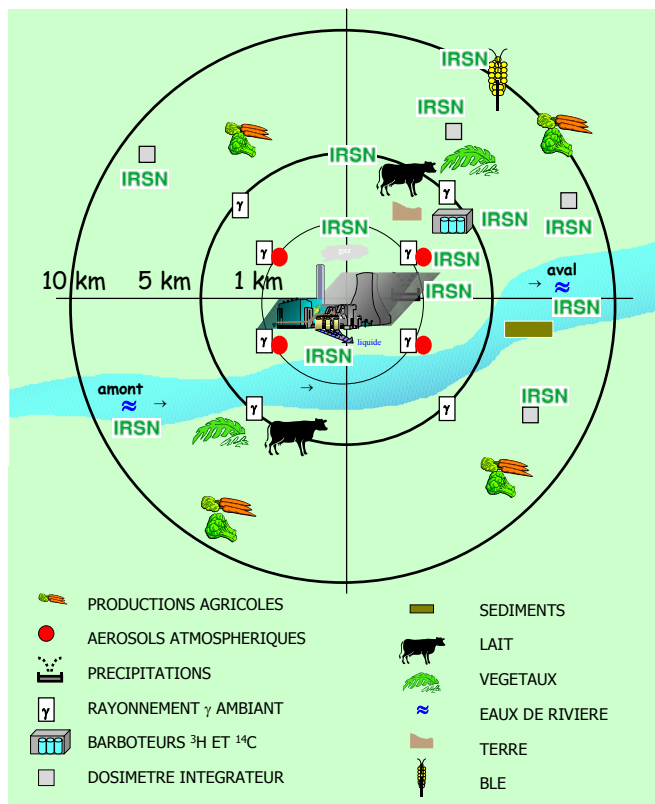 IRSN
IRSN
IRSN
IRSN
γ
γ
IRSN
IRSN
IRSN
γ
γ
IRSN
IRSN
10 km
5 km
1 km
aval
→
≈
IRSN
γ
γ
liquide
IRSN
amont
→
≈
→
IRSN
IRSN
γ
γ
PRODUCTIONS AGRICOLES
AEROSOLS ATMOSPHERIQUES
PRECIPITATIONS
γ RAYONNEMENT γ AMBIANT
BARBOTEURS ³H ET ¹⁴C
DOSIMETRE INTEGRATEUR
SEDIMENTS
LAIT
VEGETAUX
≈ EAUX DE RIVIERE
TERRE
BLE